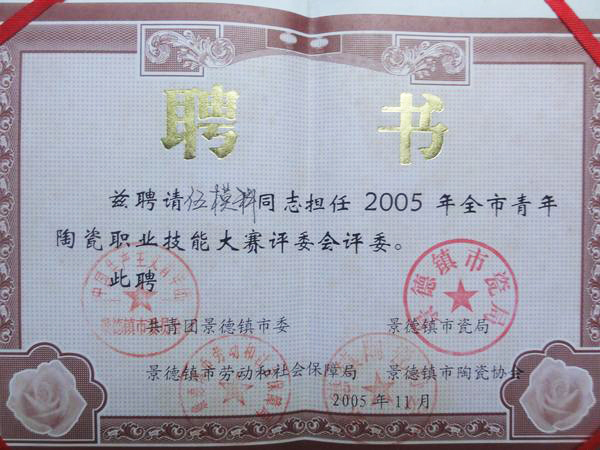 聘书
兹聘请伍模科同志担任 2005 年全市青年
陶瓷职业技能大赛评委会评委。
此聘
共青团景德镇市委
景德镇市瓷局
景德镇市劳动和社会保障局
景德镇市陶瓷协会
2005 年 11 月
景德镇市瓷局